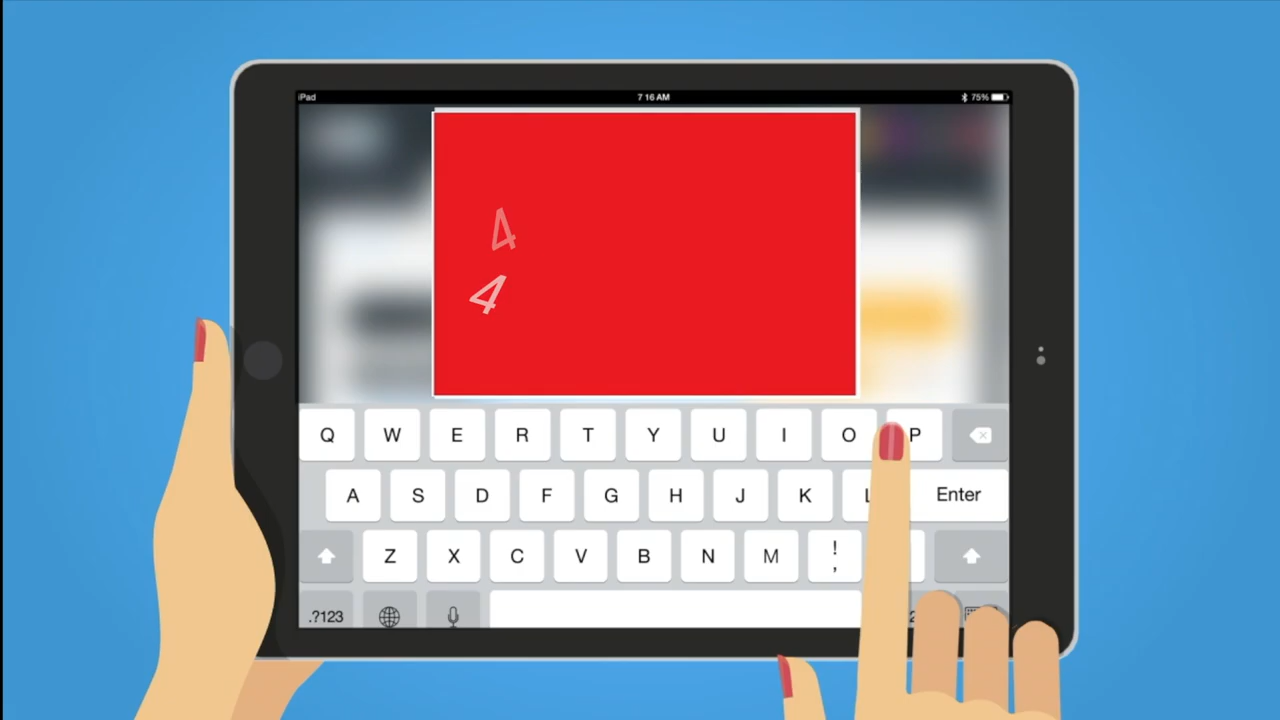 iPad 7 16 AM 75%
4
4
Q W E R T Y U I O P
A S D F G H J K L Enter
Z X C V B N M ! ,
.?123